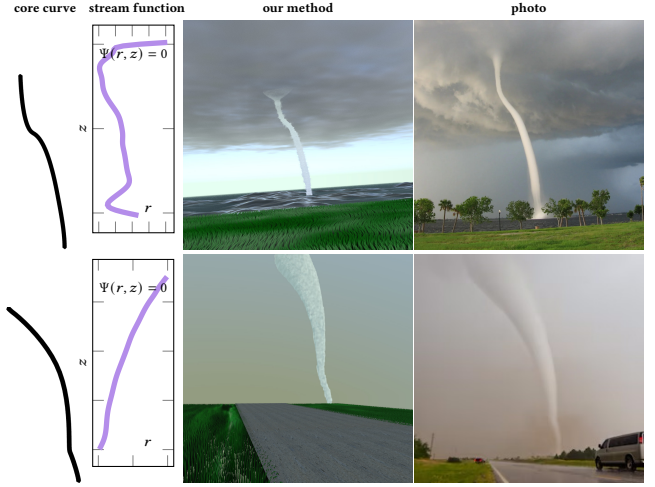 core curve stream function our method photo
Ψ(r, z) = 0
z
r
Ψ(r, z) = 0
z
r